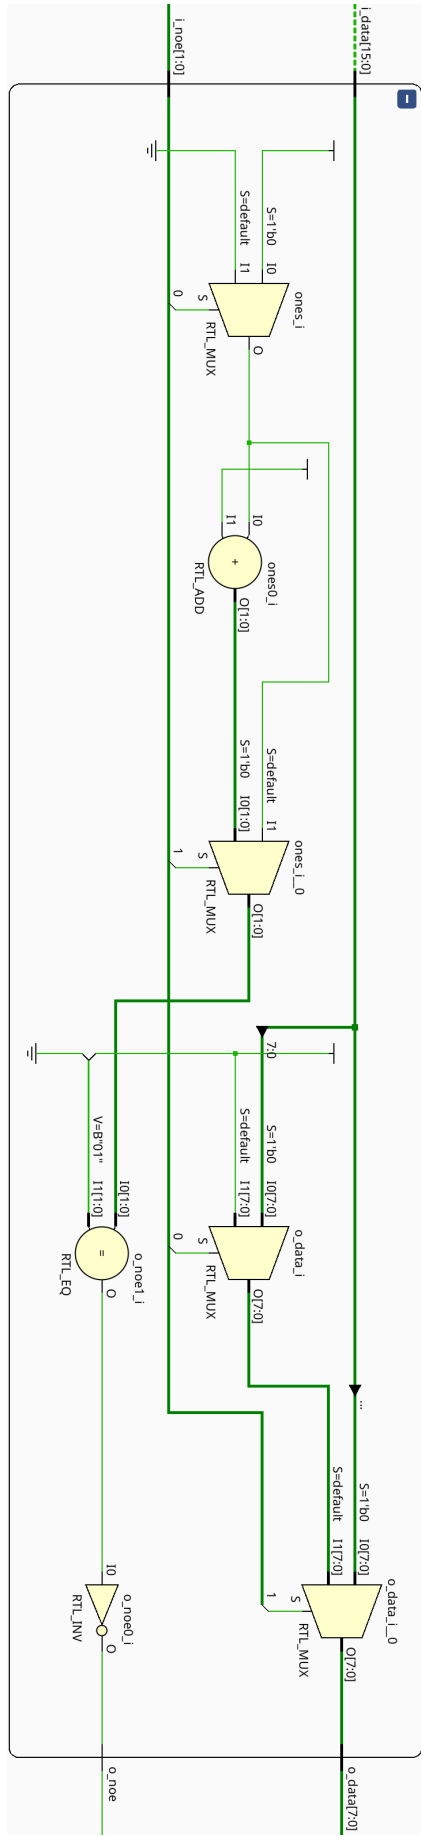 i_data[15:0]
i_noe[1:0]
S=1'b0
S=default
I0
I1
ones_i
S
0
RTL_MUX
O
I0
I1
ones0_i
+
RTL_ADD
O[1:0]
S=default
S=1'b0
I1
I0[1:0]
ones_i__0
S
1
RTL_MUX
O[1:0]
7:0
S=1'b0
S=default
I0[7:0]
I1[7:0]
o_data_i
S
0
RTL_MUX
O[7:0]
V=B"01"
I0[1:0]
I1[1:0]
o_noe1_i
=
RTL_EQ
O
...
S=1'b0
S=default
I0[7:0]
I1[7:0]
o_data_i__0
S
1
RTL_MUX
O[7:0]
I0
o_noe0_i
RTL_INV
O
o_data[7:0]
o_noe